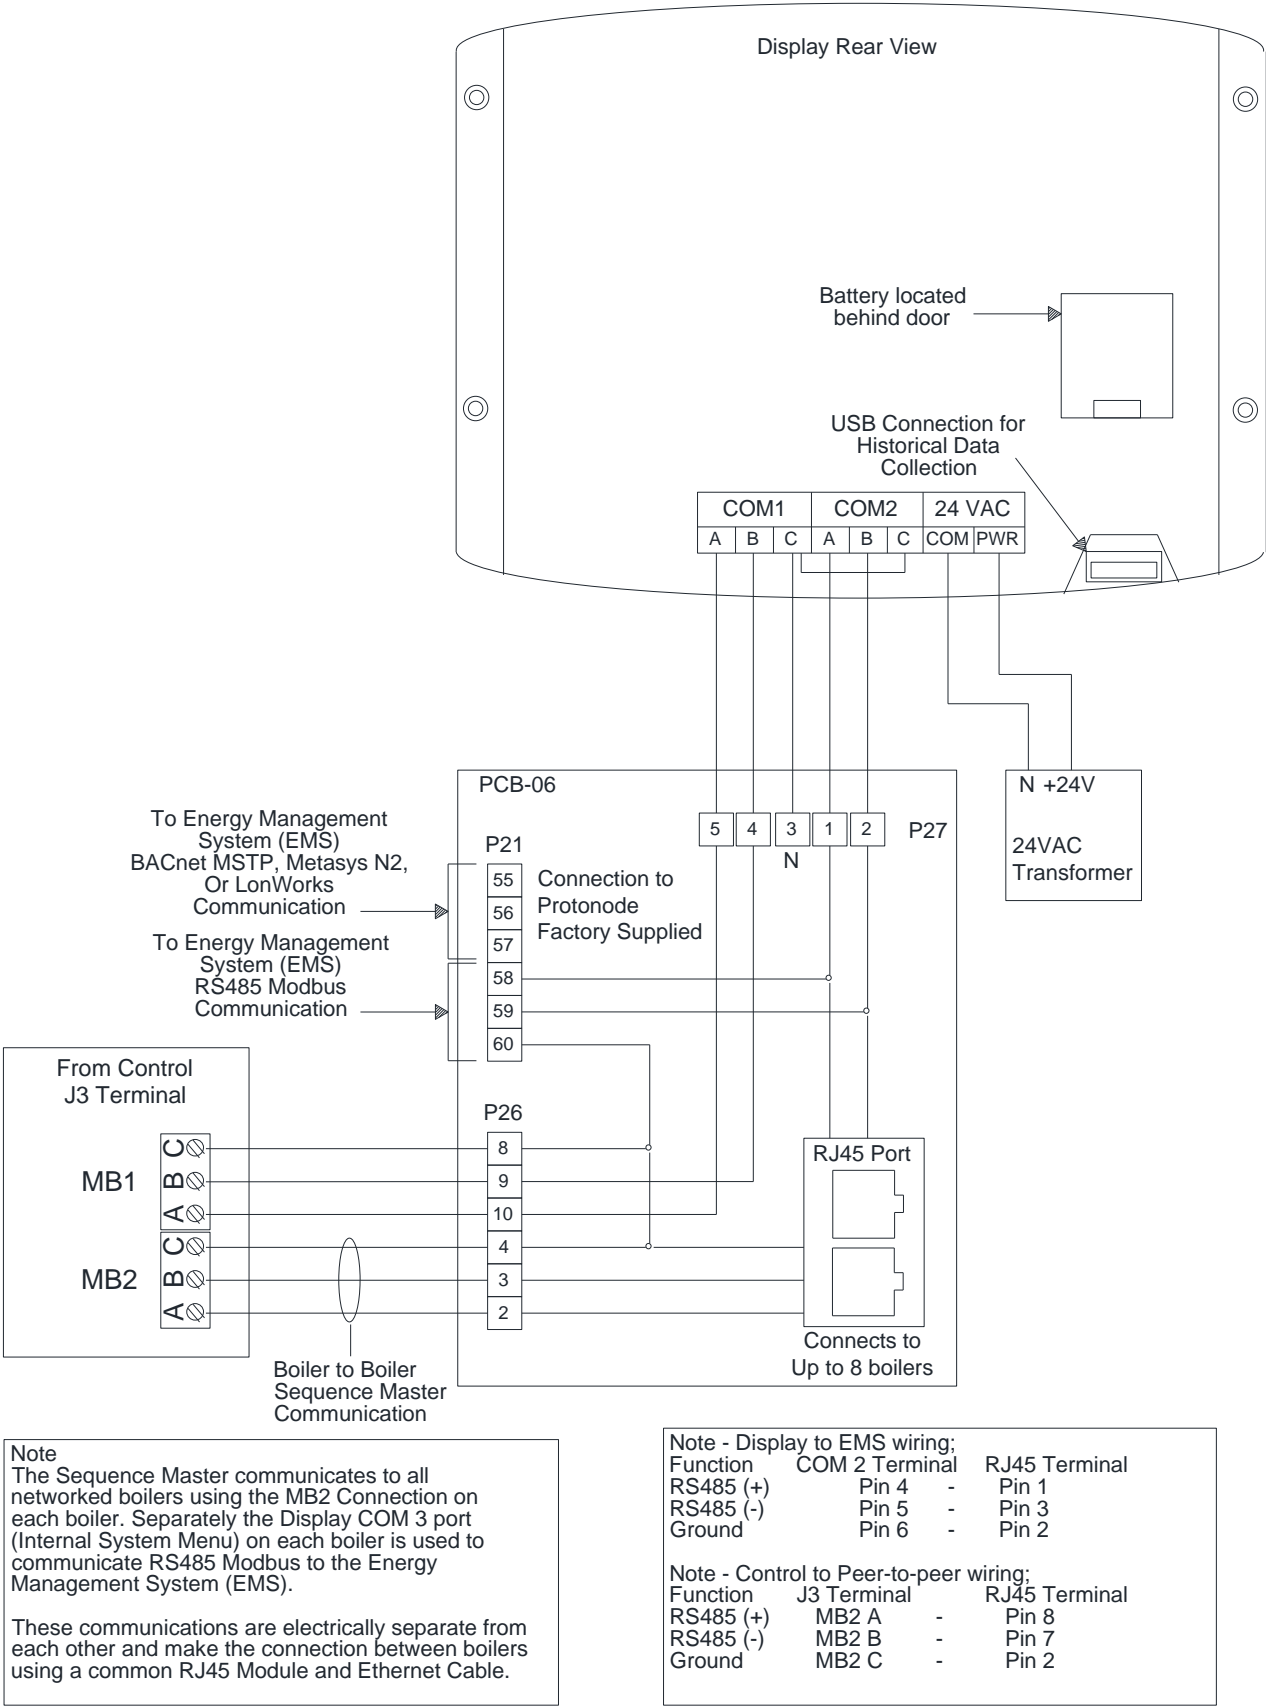 Display Rear View
Battery located
behind door
USB Connection for
Historical Data
Collection
COM1 COM2 24 VAC
A B C A B C COM PWR
PCB-06
N +24V
24VAC
Transformer
5 4 3 1 2 P27
N
To Energy Management
System (EMS)
BACnet MSTP, Metasys N2,
Or LonWorks
Communication
To Energy Management
System (EMS)
RS485 Modbus
Communication
P21
55
56
57
58
59
60
Connection to
Protonode
Factory Supplied
From Control
J3 Terminal
MB1
C
B
A
MB2
C
B
A
P26
8
9
10
4
3
2
RJ45 Port
Connects to
Up to 8 boilers
Boiler to Boiler
Sequence Master
Communication
Note
The Sequence Master communicates to all
networked boilers using the MB2 Connection on
each boiler. Separately the Display COM 3 port
(Internal System Menu) on each boiler is used to
communicate RS485 Modbus to the Energy
Management System (EMS).
These communications are electrically separate from
each other and make the connection between boilers
using a common RJ45 Module and Ethernet Cable.
Note - Display to EMS wiring;
Function COM 2 Terminal RJ45 Terminal
RS485 (+) Pin 4 - Pin 1
RS485 (-) Pin 5 - Pin 3
Ground Pin 6 - Pin 2
Note - Control to Peer-to-peer wiring;
Function J3 Terminal RJ45 Terminal
RS485 (+) MB2 A - Pin 8
RS485 (-) MB2 B - Pin 7
Ground MB2 C - Pin 2